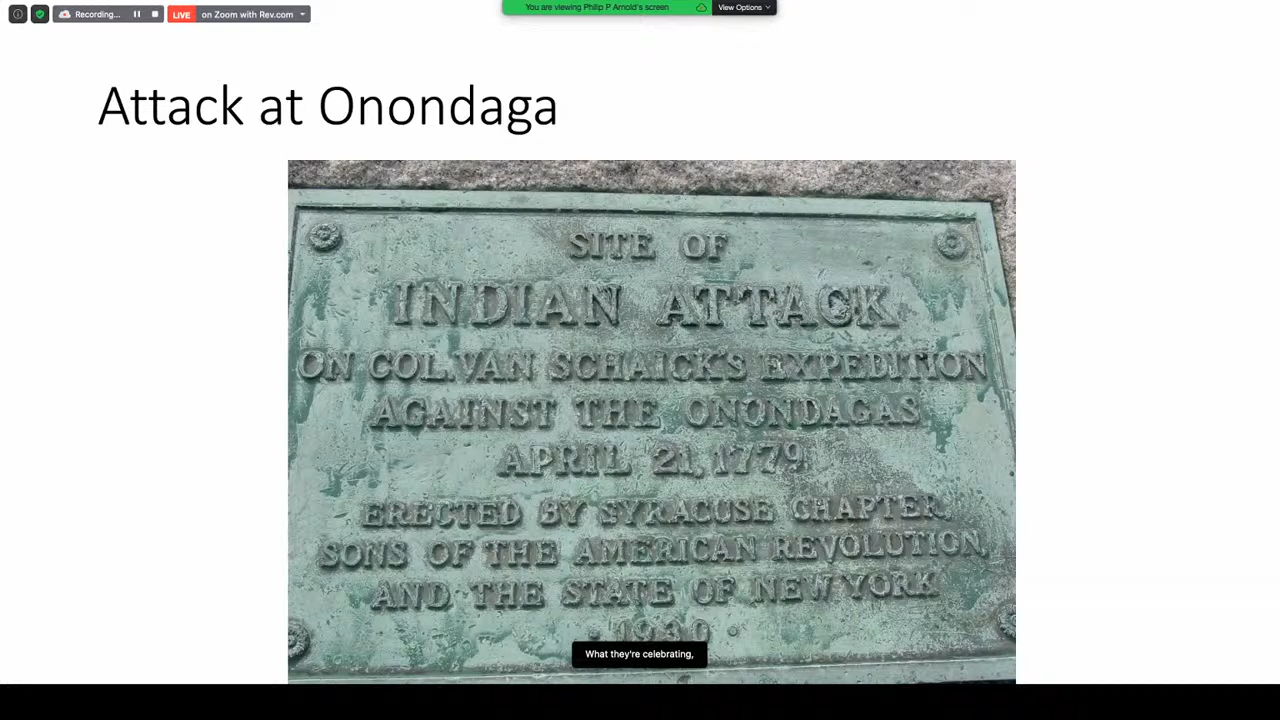 Recording...
LIVE on Zoom with Rev.com
You are viewing Philip P Arnold's screen
View Options
Attack at Onondaga
SITE OF
INDIAN ATTACK
ON COL. VAN SCHAICK'S EXPEDITION
AGAINST THE ONONDAGAS
APRIL 21, 1779
ERECTED BY SYRACUSE CHAPTER,
SONS OF THE AMERICAN REVOLUTION,
AND THE STATE OF NEW YORK
What they're celebrating,